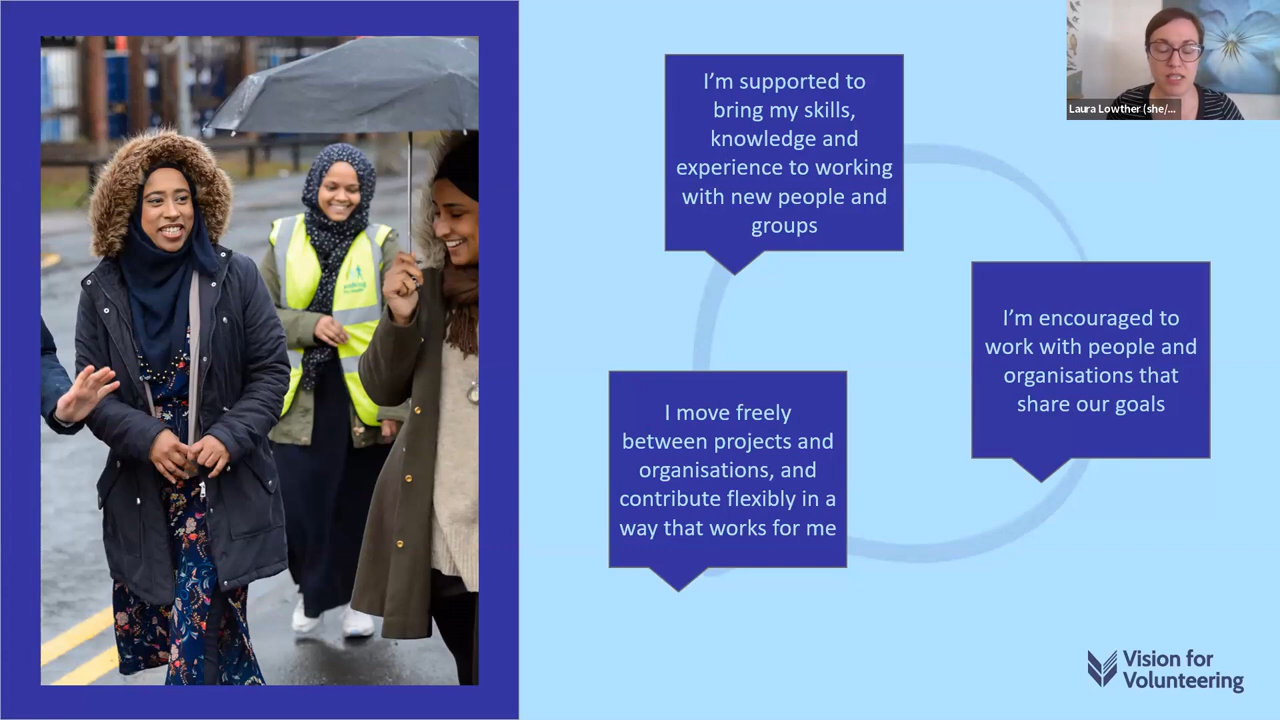 I’m supported to
bring my skills,
knowledge and
experience to working
with new people and
groups
Laura Lowther (she/...
I’m encouraged to
work with people and
organisations that
share our goals
I move freely
between projects and
organisations, and
contribute flexibly in a
way that works for me
Vision for
Volunteering